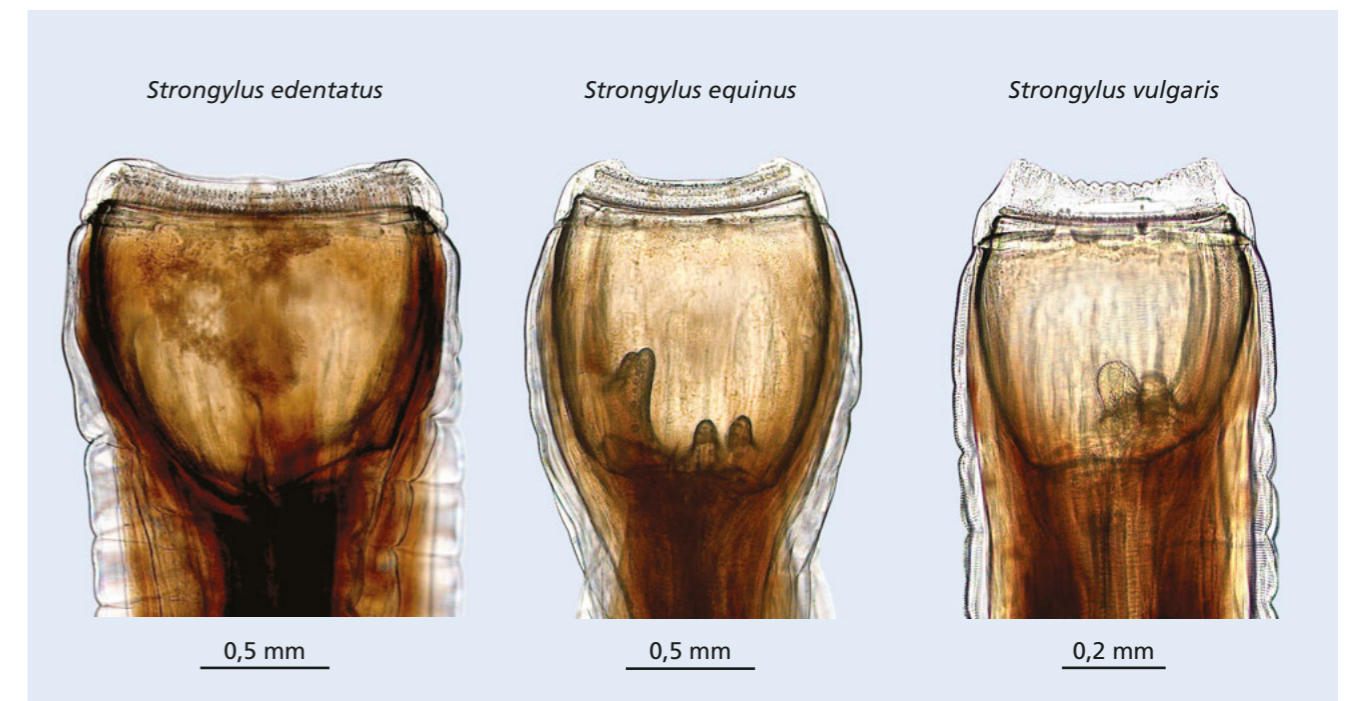 Strongylus edentatus
Strongylus equinus
Strongylus vulgaris
0,5 mm
0,5 mm
0,2 mm